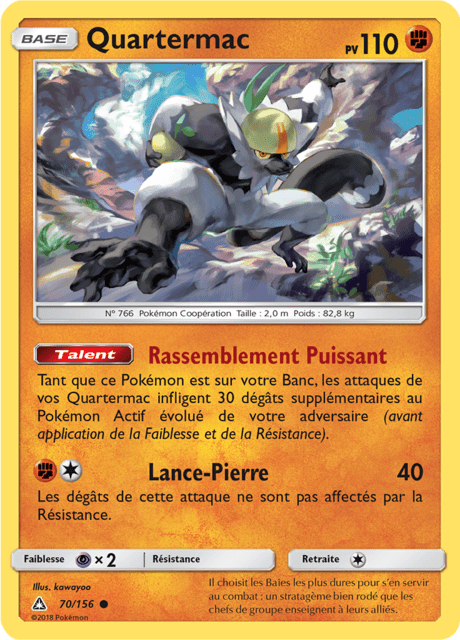 BASE Quartermac PV 110
N° 766 Pokémon Coopération Taille : 2,0 m Poids : 82,8 kg
Talent Rassemblement Puissant
Tant que ce Pokémon est sur votre Banc, les attaques de
vos Quartermac infligent 30 dégâts supplémentaires au
Pokémon Actif évolué de votre adversaire (avant
application de la Faiblesse et de la Résistance).
Lance-Pierre 40
Les dégâts de cette attaque ne sont pas affectés par la
Résistance.
Faiblesse ×2 Résistance Retraite
Illus. kawayoo
70/156
©2018 Pokémon
Il choisit les Baies les plus dures pour s'en servir
au combat : un stratagème bien rodé que les
chefs de groupe enseignent à leurs alliés.